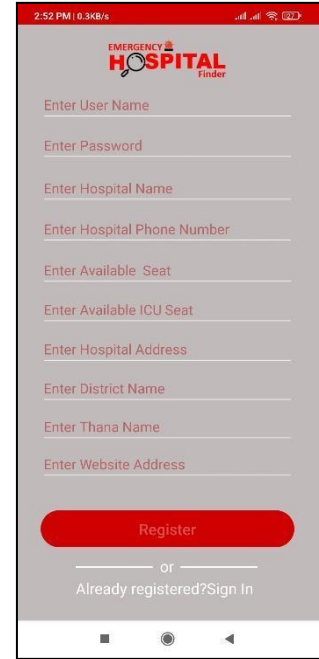 2:52 PM | 0.3KB/s
EMERGENCY
HOSPITAL
Finder
Enter User Name
Enter Password
Enter Hospital Name
Enter Hospital Phone Number
Enter Available  Seat
Enter Available ICU Seat
Enter Hospital Address
Enter District Name
Enter Thana Name
Enter Website Address
Register
or
Already registered?Sign In